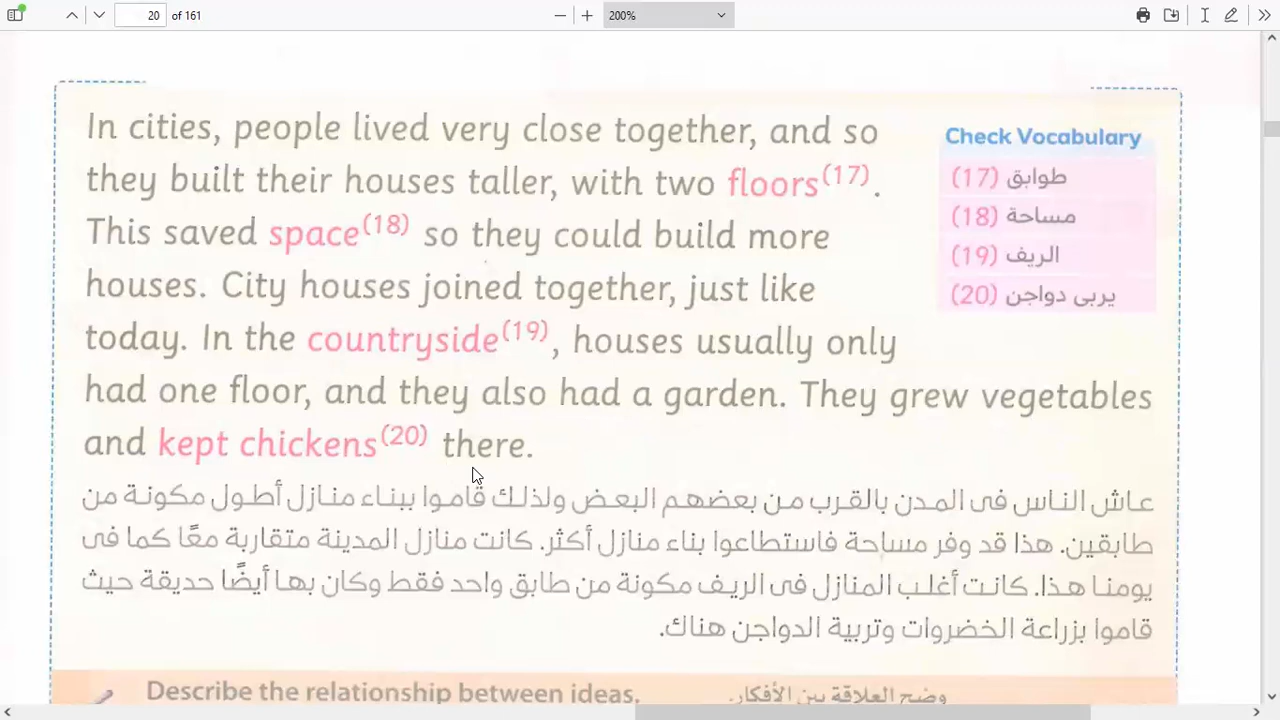 20 of 161
200%
In cities, people lived very close together, and so
they built their houses taller, with two floors(17).
This saved space(18) so they could build more
houses. City houses joined together, just like
today. In the countryside(19), houses usually only
had one floor, and they also had a garden. They grew vegetables
and kept chickens(20) there.
Check Vocabulary
(17) طوابق
(18) مساحة
(19) الريف
(20) يربى دواجن
عاش الناس فى المدن بالقرب من بعضهم البعض ولذلك قاموا ببناء منازل أطول مكونة من
طابقين. هذا قد وفر مساحة فاستطاعوا بناء منازل أكثر. كانت منازل المدينة متقاربة معًا كما فى
يومنا هذا. كانت أغلب المنازل فى الريف مكونة من طابق واحد فقط وكان بها أيضًا حديقة حيث
قاموا بزراعة الخضروات وتربية الدواجن هناك.
Describe the relationship between ideas.
وضح العلاقة بين الأفكار.